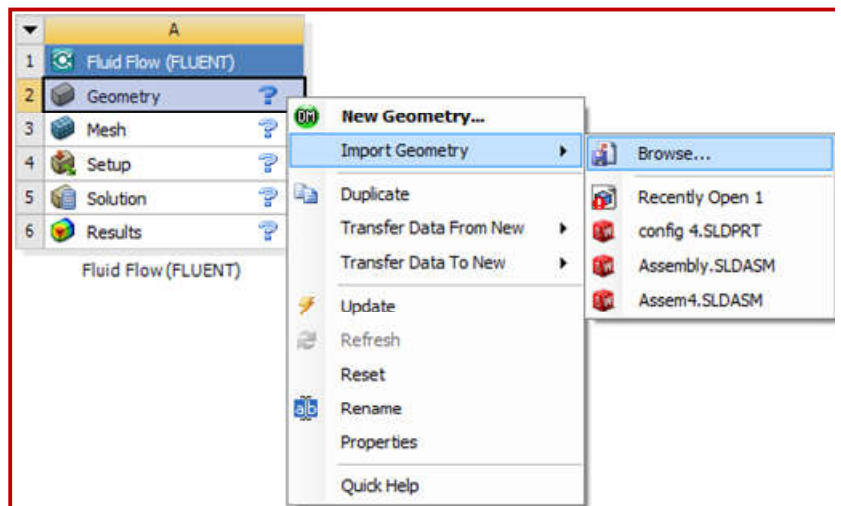 A
1 Fluid Flow (FLUENT)
2 Geometry ?
3 Mesh ?
4 Setup ?
5 Solution ?
6 Results ?
Fluid Flow (FLUENT)
DM New Geometry...
Import Geometry
Duplicate
Transfer Data From New
Transfer Data To New
Update
Refresh
Reset
a|b Rename
Properties
Quick Help
Browse...
Recently Open 1
config 4.SLDPRT
Assembly.SLDASM
Assem4.SLDASM